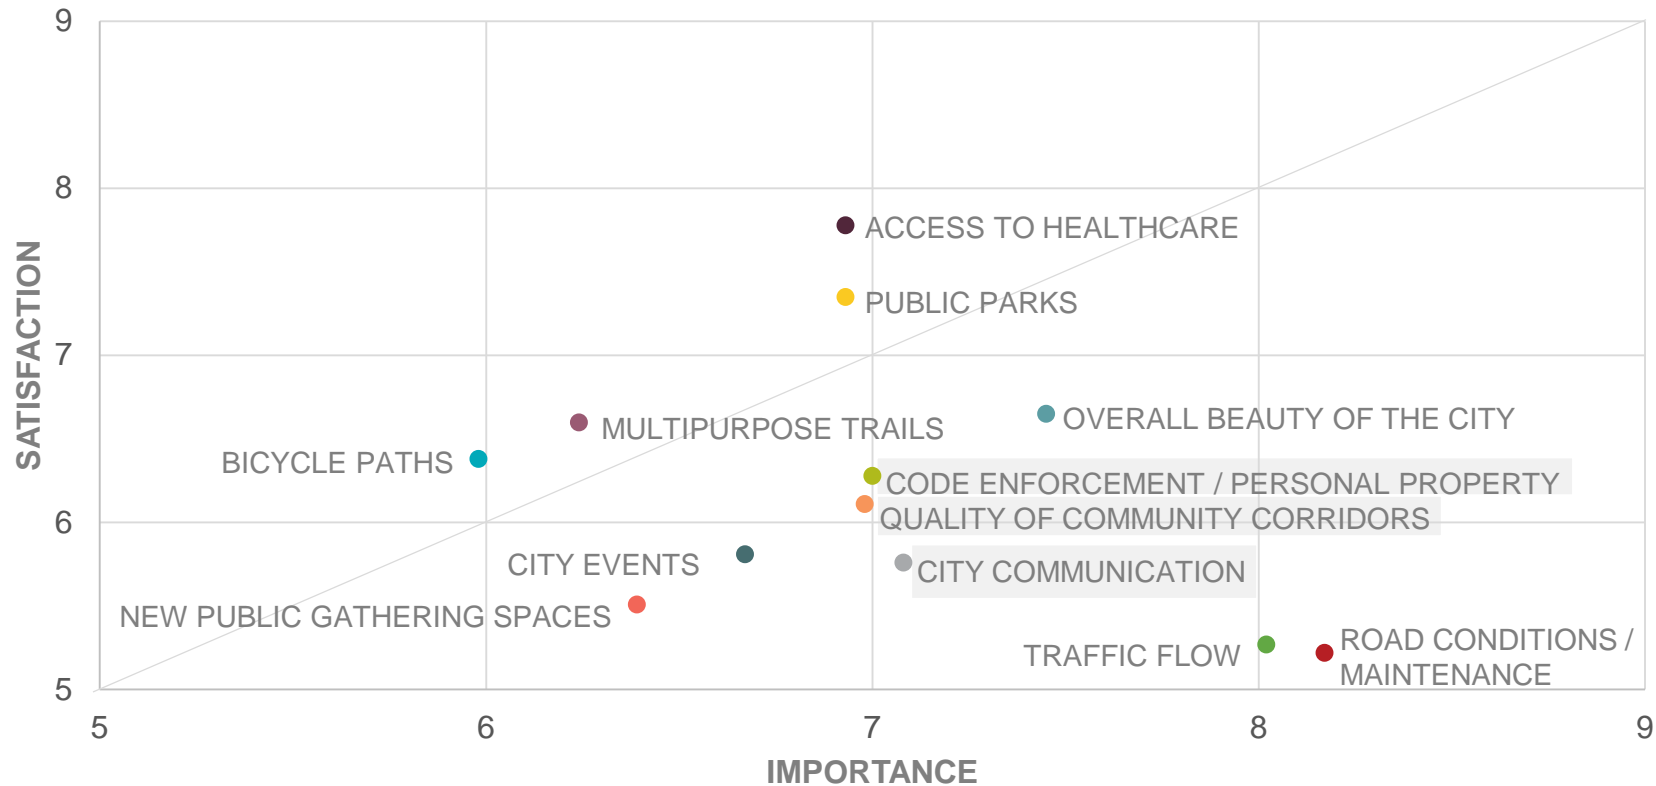 9
8
7
6
5
SATISFACTION
ACCESS TO HEALTHCARE
PUBLIC PARKS
OVERALL BEAUTY OF THE CITY
MULTIPURPOSE TRAILS
BICYCLE PATHS
CODE ENFORCEMENT / PERSONAL PROPERTY
QUALITY OF COMMUNITY CORRIDORS
CITY EVENTS
CITY COMMUNICATION
NEW PUBLIC GATHERING SPACES
TRAFFIC FLOW
ROAD CONDITIONS /
MAINTENANCE
5 6 7 8 9
IMPORTANCE